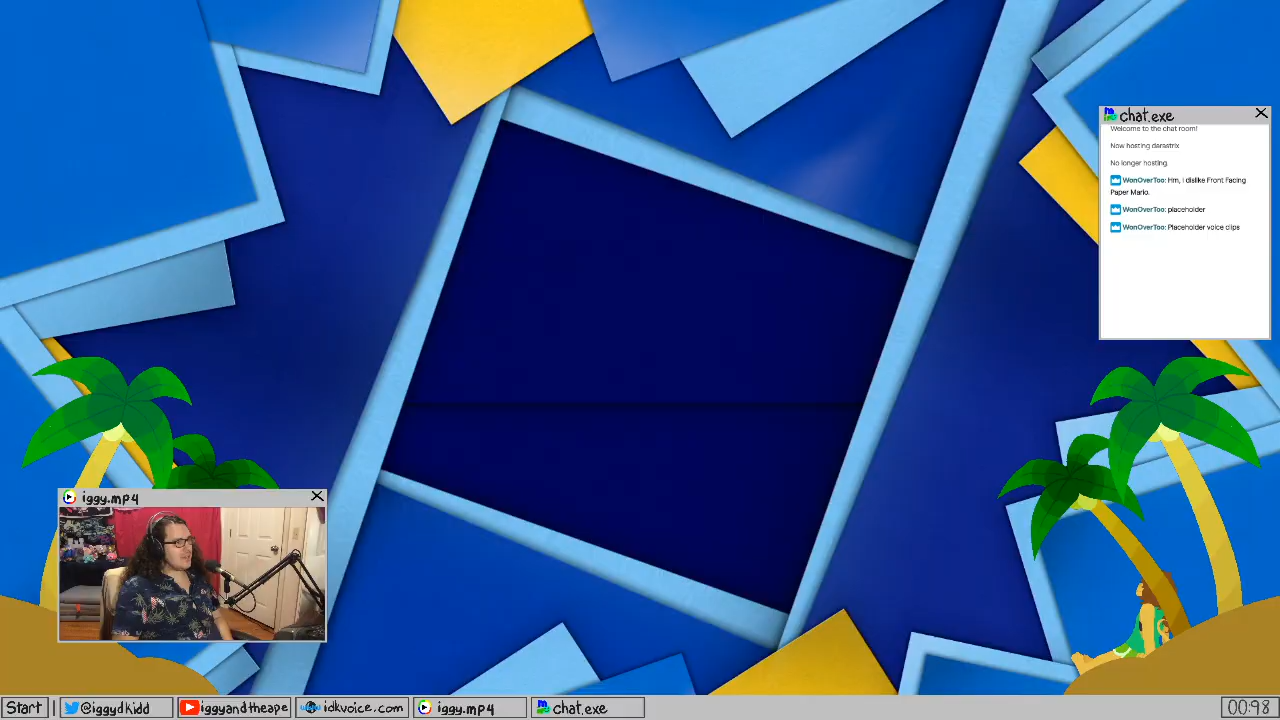 chat.exe
Welcome to the chat room!
Now hosting darastrix
No longer hosting.
WonOverToo: Hm, i dislike Front Facing
Paper Mario.
WonOverToo: placeholder
WonOverToo: Placeholder voice clips
iggy.mp4
Start | @iggydkidd iggyandtheape idkvoice.com iggy.mp4 chat.exe 00:98